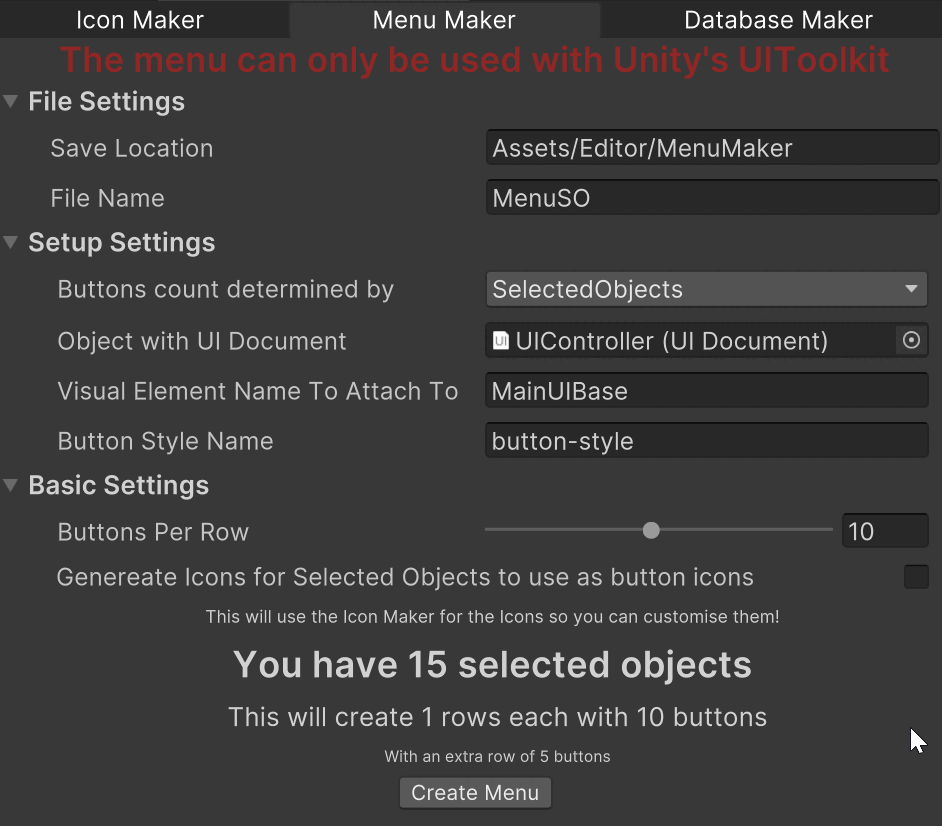 Icon Maker Menu Maker Database Maker
The menu can only be used with Unity's UIToolkit
File Settings
Save Location Assets/Editor/MenuMaker
File Name MenuSO
Setup Settings
Buttons count determined by SelectedObjects
Object with UI Document UI UIController (UI Document)
Visual Element Name To Attach To MainUIBase
Button Style Name button-style
Basic Settings
Buttons Per Row 10
Genereate Icons for Selected Objects to use as button icons
This will use the Icon Maker for the Icons so you can customise them!
You have 15 selected objects
This will create 1 rows each with 10 buttons
With an extra row of 5 buttons
Create Menu